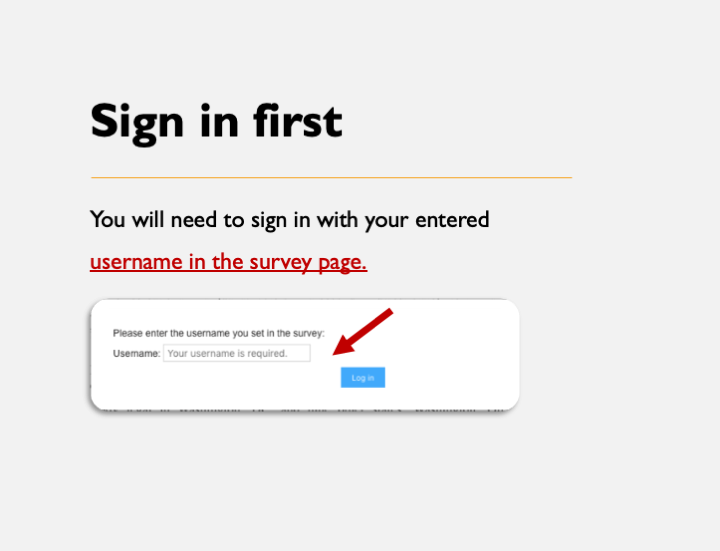 Sign in first
You will need to sign in with your entered
username in the survey page.
Please enter the username you set in the survey:
Username: Your username is required.
Log in